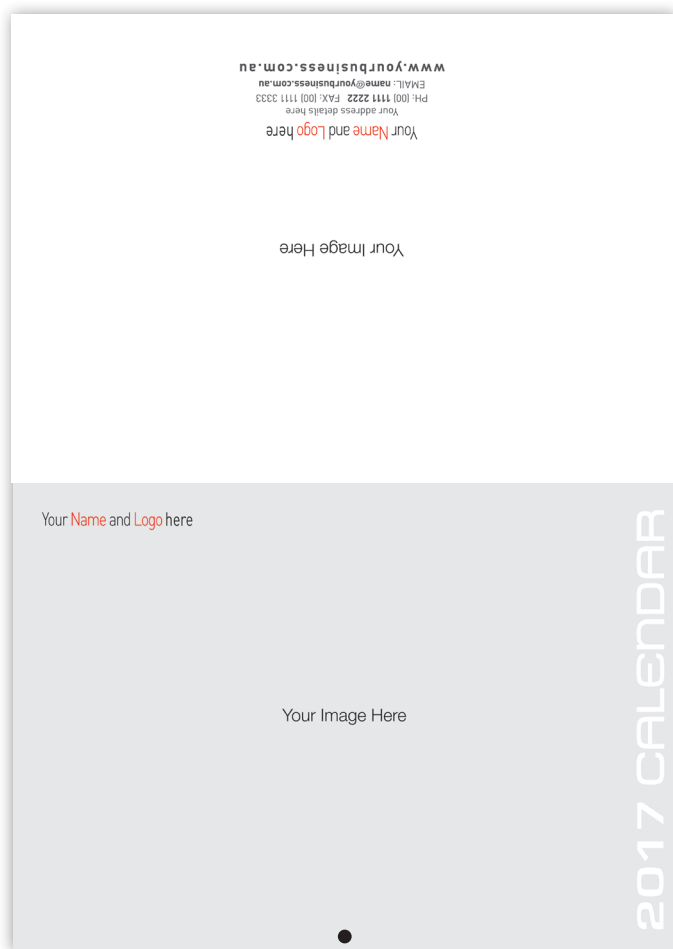 Your Image Here
Your Name and Logo here
Your address details here
PH: (00) 1111 2222 FAX: (00) 1111 3333
EMAIL: name@yourbusiness.com.au
www.yourbusiness.com.au
Your Name and Logo here
Your Image Here
2017 CALENDAR